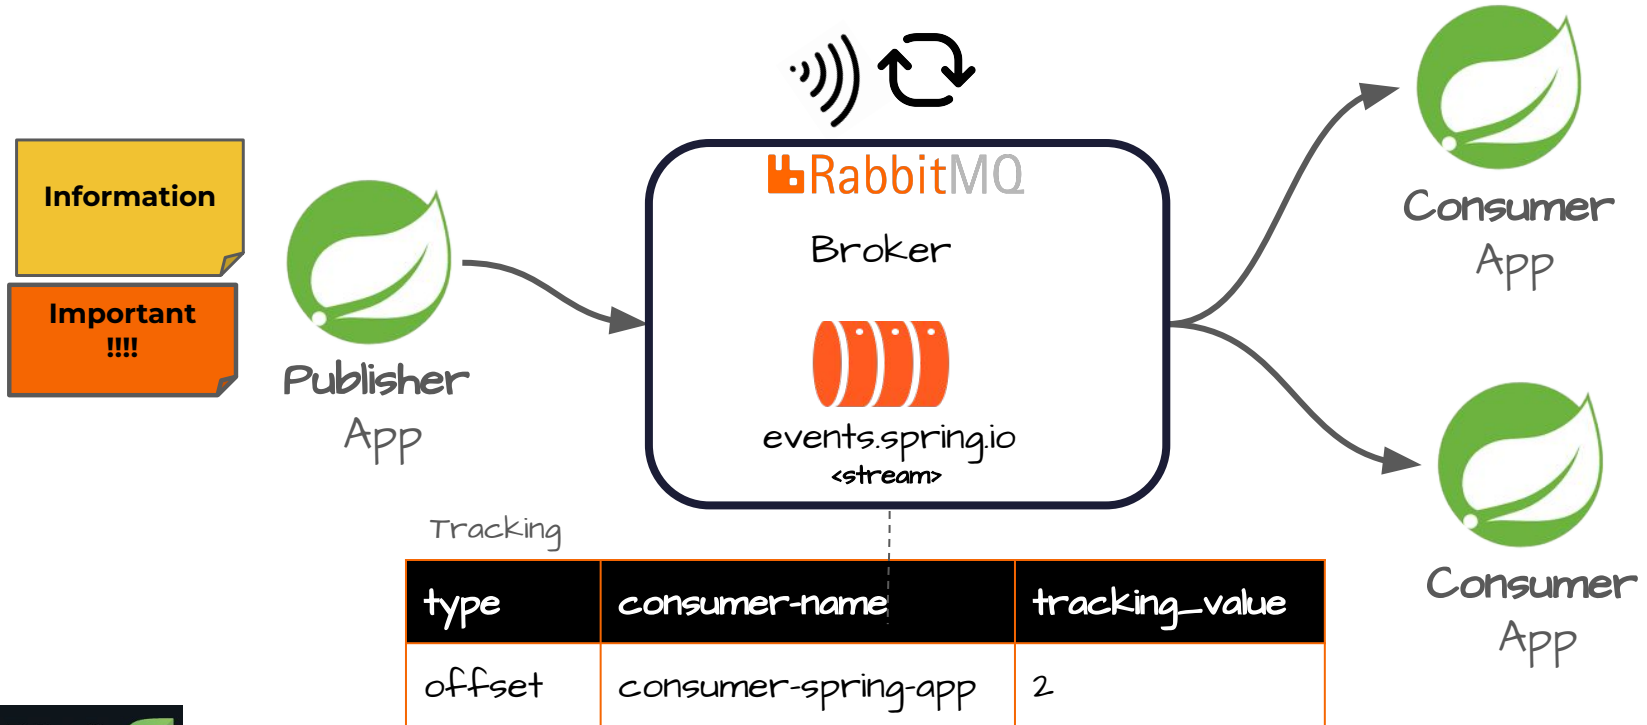 Information
Important
!!!!
Publisher
App
RabbitMQ
Broker
events.spring.io
<stream>
Consumer
App
Consumer
App
Tracking
type consumer-name tracking_value
offset consumer-spring-app 2